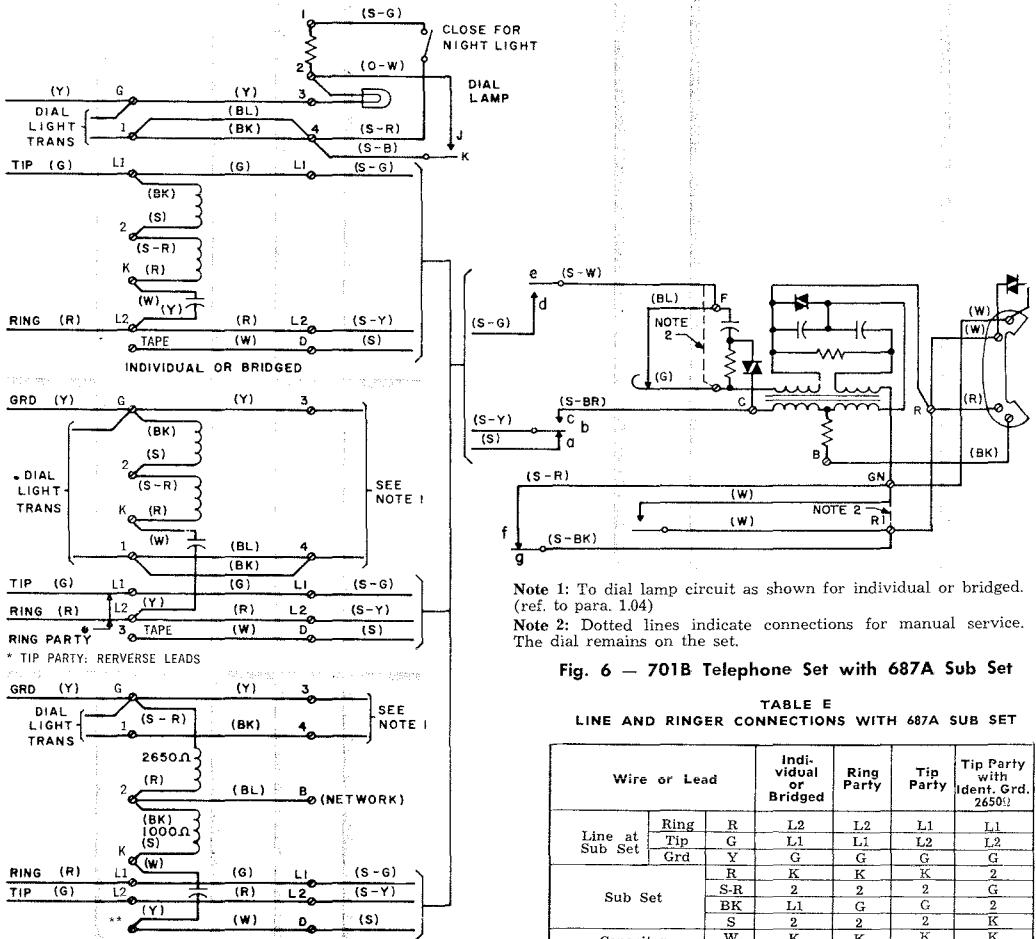 1 (S-G)
CLOSE FOR
NIGHT LIGHT
2 (O-W)
DIAL
LAMP
(Y) G (Y) 3
DIAL
LIGHT
TRANS
1 (BL)
(BK) 4 (S-R)
(S-B) J
K
TIP (G) L1 (G) L1 (S-G)
(BK)
(S)
2
(S-R)
K (R)
(W) (Y)
RING (R) L2 (R) L2 (S-Y)
TAPE (W) D (S)
INDIVIDUAL OR BRIDGED
GRD (Y) G (Y) 3
(BK)
(S)
2
(S-R)
DIAL
LIGHT
TRANS
K (R)
(W)
SEE
NOTE 1
1 (BL) 4
(BK)
TIP (G) L1 (G) L1 (S-G)
RING (R) L2 (Y) (R) L2 (S-Y)
RING PARTY * 3 TAPE (W) D (S)
* TIP PARTY: RERVERSE LEADS
GRD (Y) G (Y) 3
DIAL
LIGHT
TRANS
1 (S-R) (BK) 4
SEE
NOTE 1
2650Ω
(R)
2 (BL) B (NETWORK)
(BK)
1000Ω
(S)
K (W)
RING (R) L1 (G) L1 (S-G)
TIP (G) L2 (R) L2 (S-Y)
** (Y) (W) D (S)
e (S-W)
d
(S-G)
(BL) F
NOTE
2
(G)
(S-BR) C
(S-Y) c b
(S) a
B
R
(W)
(W)
(R)
(BK)
(S-R) GN
(W)
NOTE 2
(W) R1
f
g (S-BK)
Note 1: To dial lamp circuit as shown for individual or bridged.
(ref. to para. 1.04)
Note 2: Dotted lines indicate connections for manual service.
The dial remains on the set.
Fig. 6 — 701B Telephone Set with 687A Sub Set
TABLE E
LINE AND RINGER CONNECTIONS WITH 687A SUB SET
Wire or Lead Indi-vidual or Bridged Ring Party Tip Party Tip Party with Ident. Grd. 2650Ω
Line at Sub Set Ring R L2 L2 L1 L1
Tip G L1 L1 L2 L2
Grd Y G G G G
Sub Set R K K K 2
S-R 2 2 2 G
BK L1 G G 2
S 2 2 2 K
W K K K K